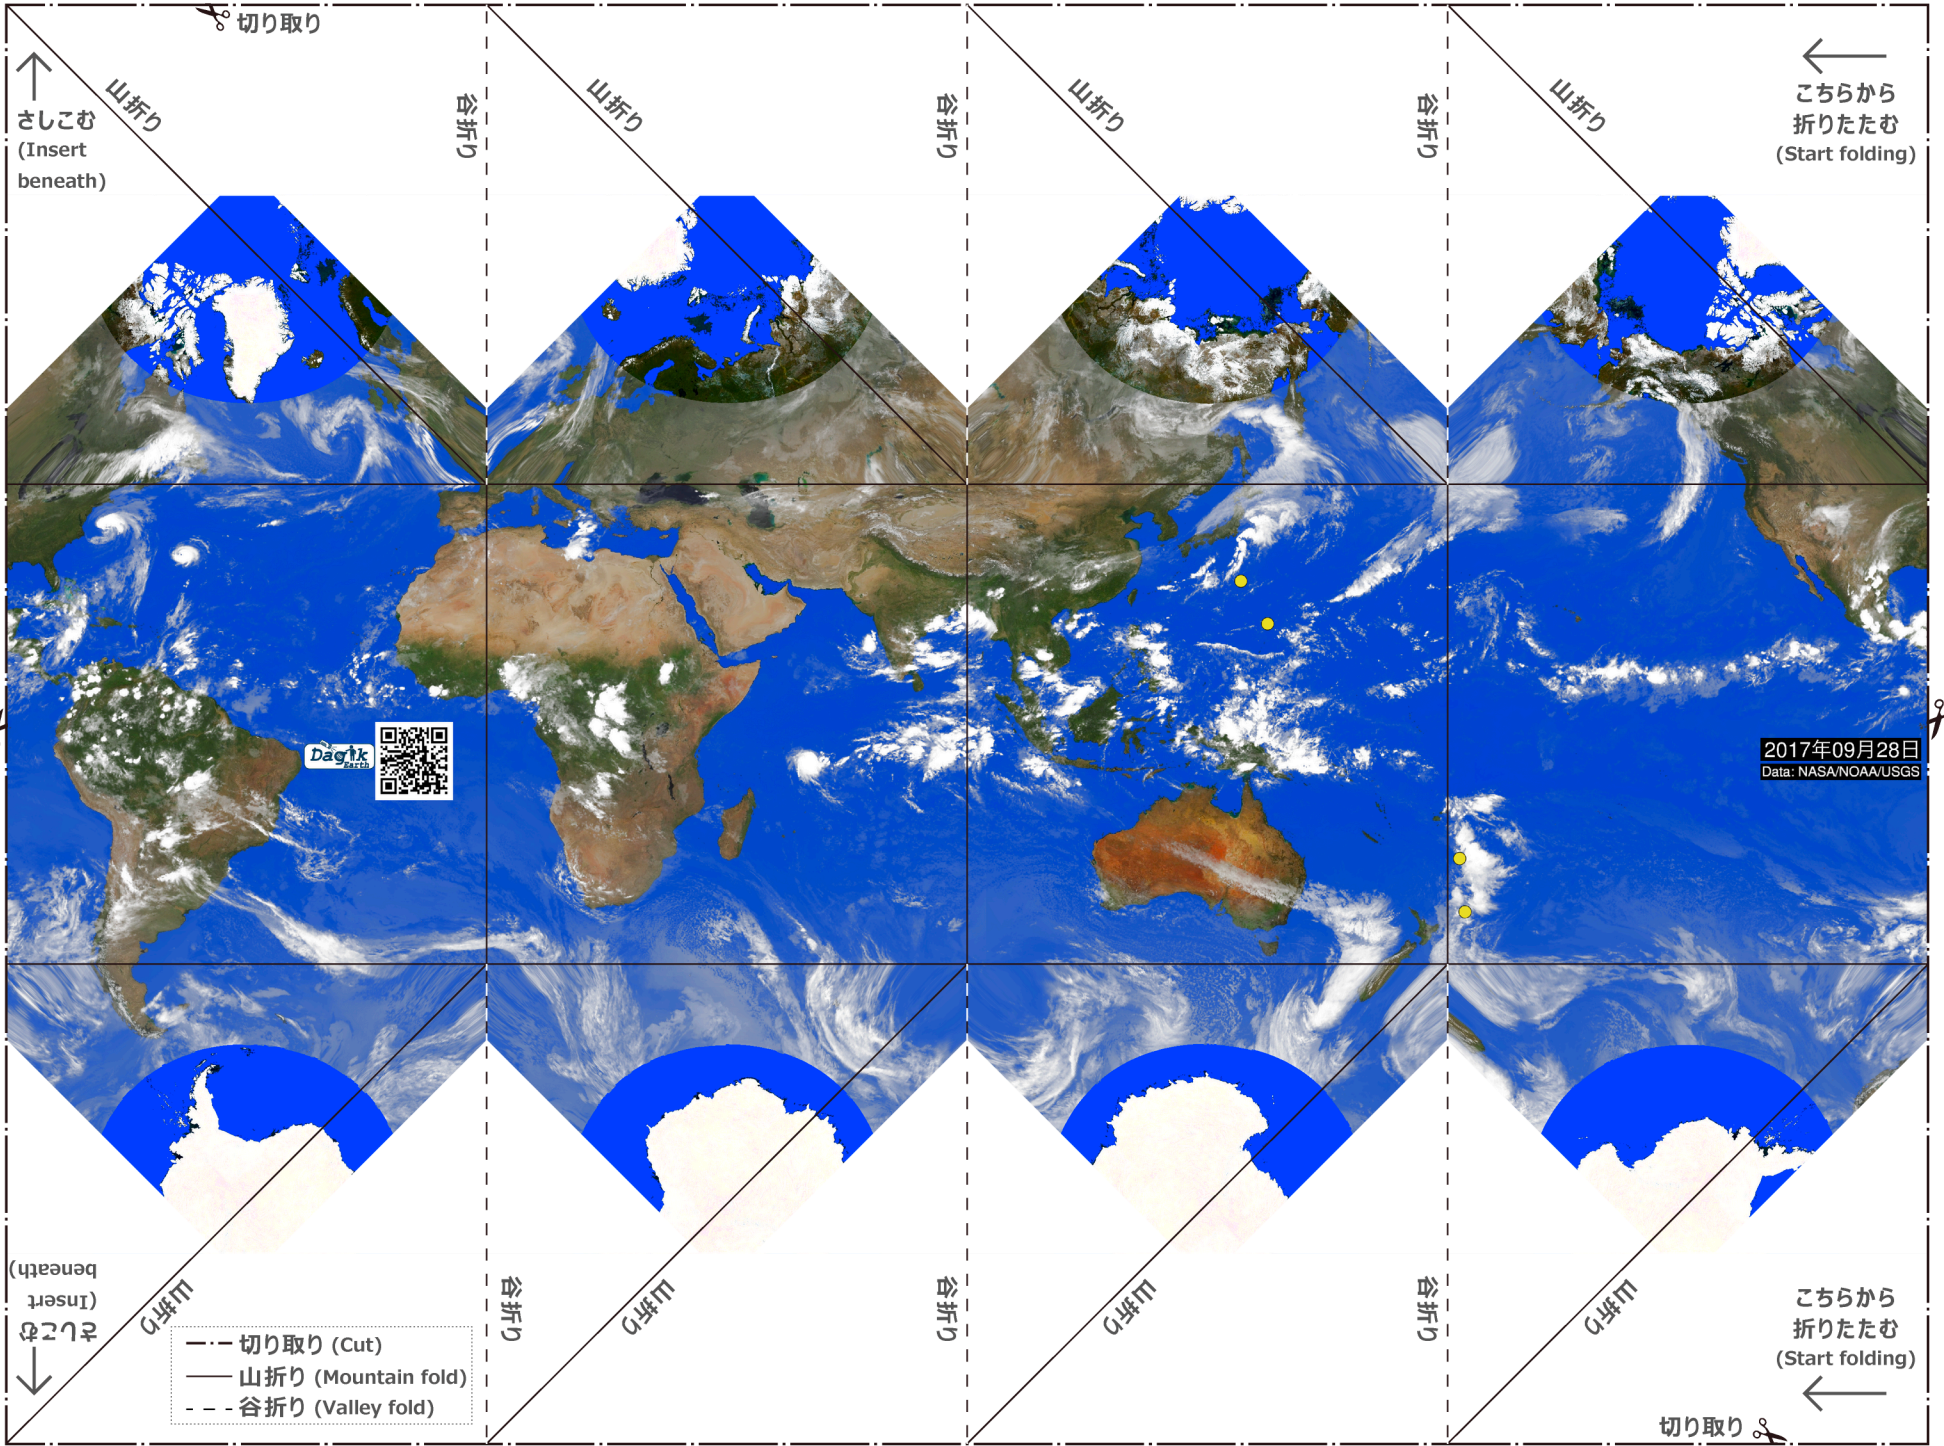 切り取り
山折り
谷折り
山折り
谷折り
山折り
谷折り
山折り
さしこむ
(Insert
beneath)
こちらから
折りたたむ
(Start folding)
Dagik
Earth
2017年09月28日
Data: NASA/NOAA/USGS
さしこむ
(Insert
beneath)
山折り
谷折り
山折り
谷折り
山折り
谷折り
山折り
こちらから
折りたたむ
(Start folding)
切り取り (Cut)
山折り (Mountain fold)
谷折り (Valley fold)
切り取り